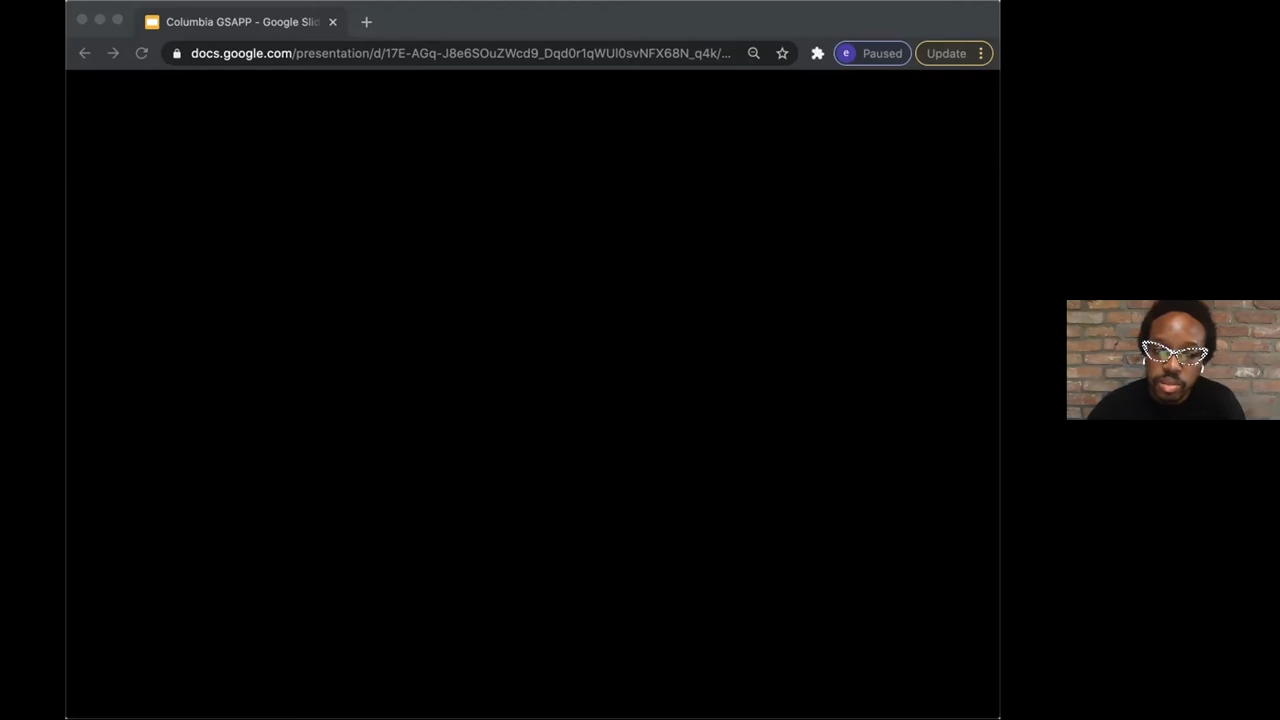 Columbia GSAPP - Google Slid
docs.google.com/presentation/d/17E-AGq-J8e6SOuZWcd9_Dqd0r1qWUl0svNFX68N_q4k/...
e Paused
Update